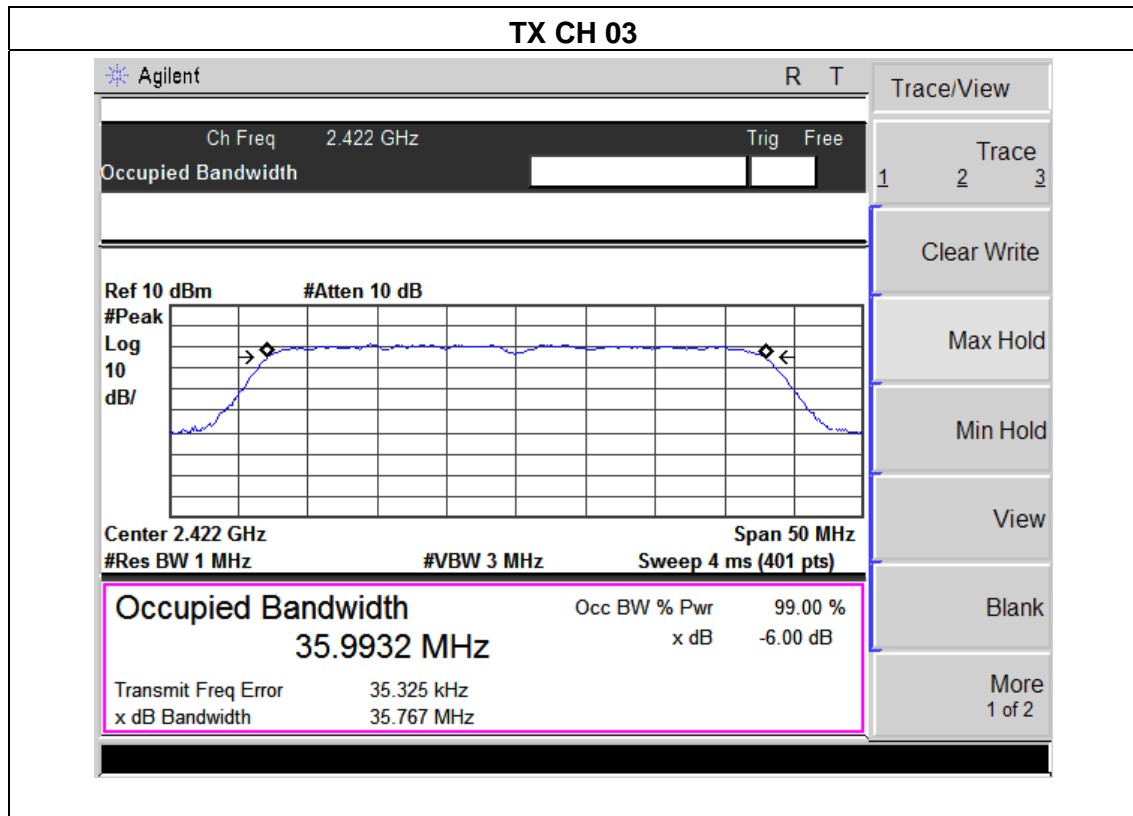 TX CH 03
Agilent R T
Trace/View
Ch Freq 2.422 GHz Trig Free
Occupied Bandwidth
Trace
1 2 3
Clear Write
Ref 10 dBm #Atten 10 dB
#Peak
Log
10
dB/
Max Hold
Min Hold
View
Center 2.422 GHz Span 50 MHz
#Res BW 1 MHz #VBW 3 MHz Sweep 4 ms (401 pts)
Occupied Bandwidth Occ BW % Pwr 99.00 %
35.9932 MHz x dB -6.00 dB
Blank
Transmit Freq Error 35.325 kHz
x dB Bandwidth 35.767 MHz
More
1 of 2